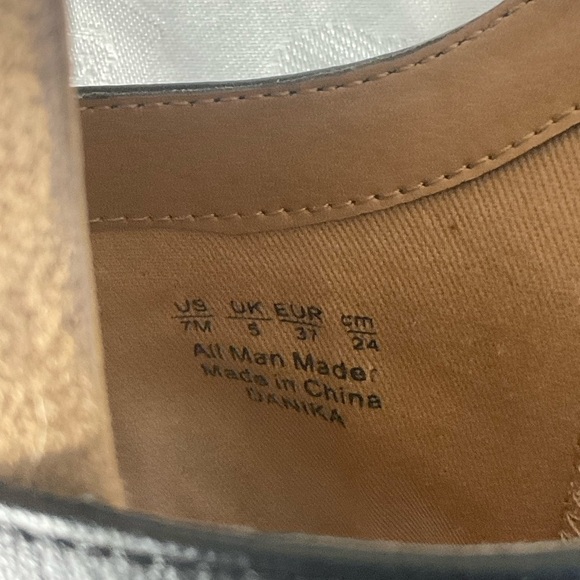 US UK EUR cm
7M 5 37 24
All Man Made
Made in China
DANIKA